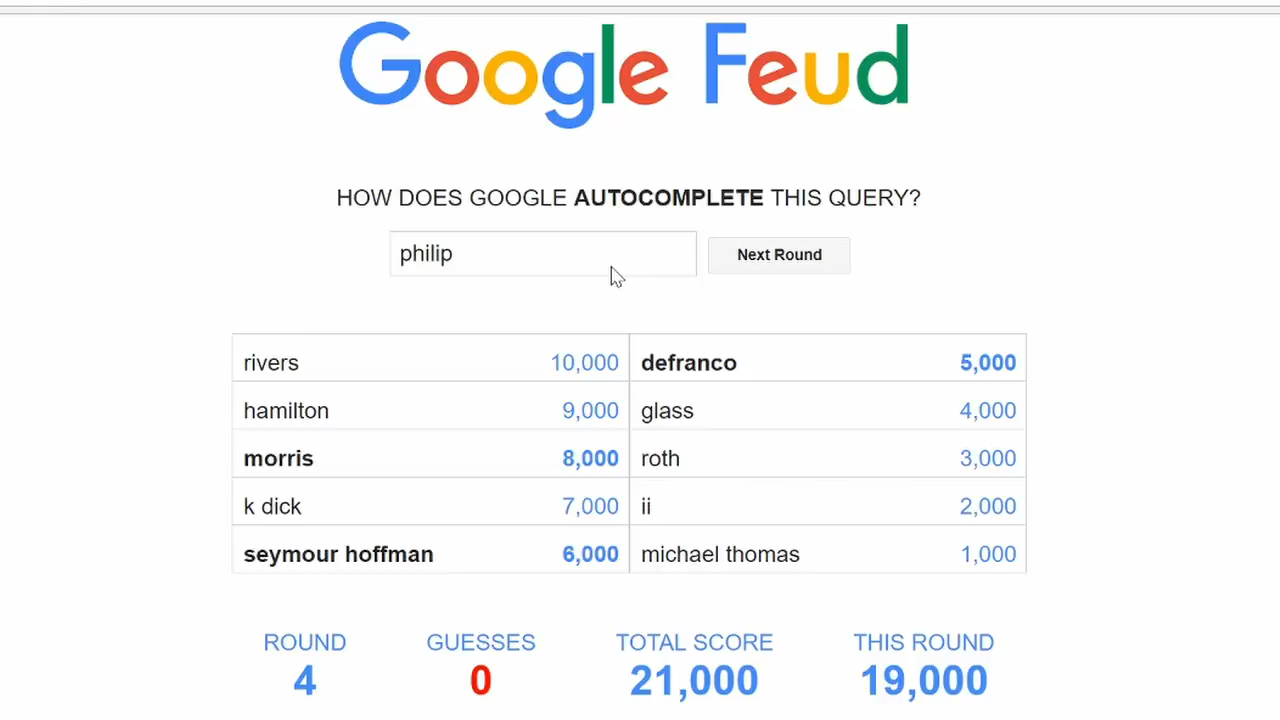 Google Feud
HOW DOES GOOGLE AUTOCOMPLETE THIS QUERY?
philip
Next Round
rivers 10,000
hamilton 9,000
morris 8,000
k dick 7,000
seymour hoffman 6,000
defranco 5,000
glass 4,000
roth 3,000
ii 2,000
michael thomas 1,000
ROUND
4
GUESSES
0
TOTAL SCORE
21,000
THIS ROUND
19,000